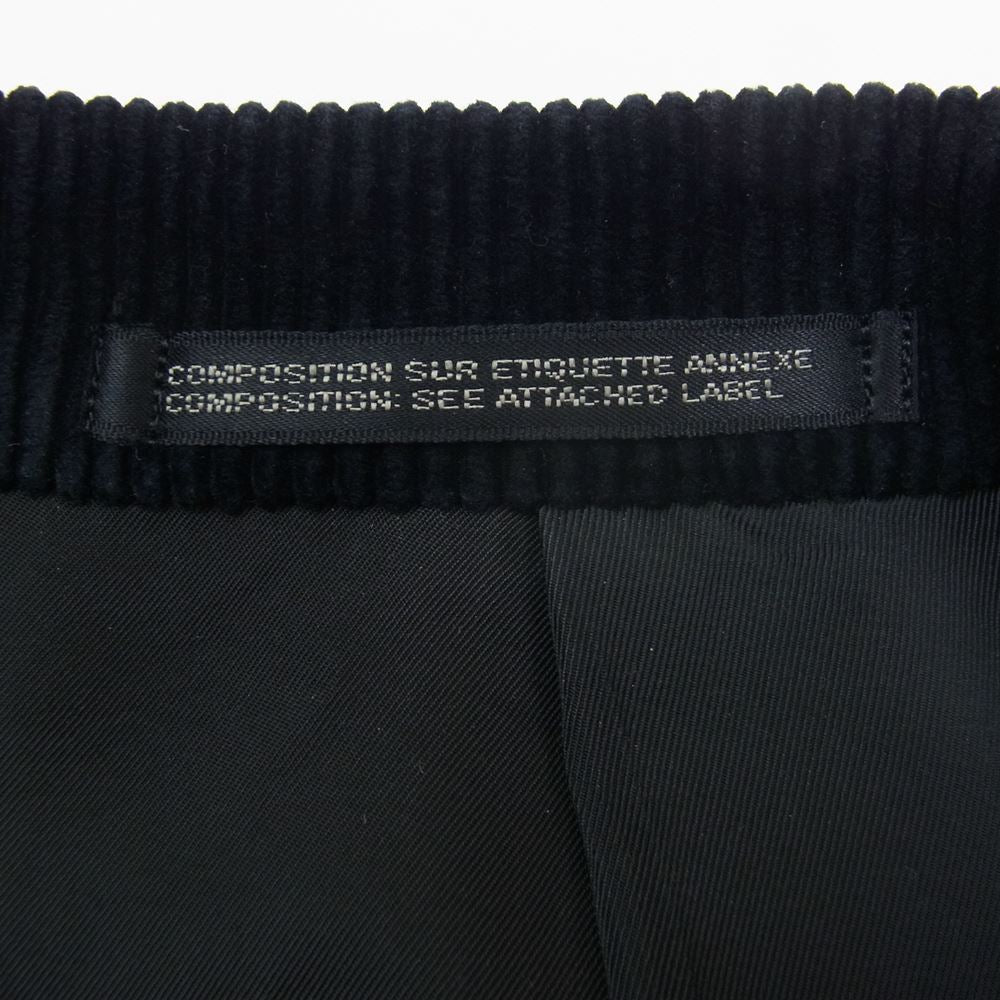 COMPOSITION SUR ETIQUETTE ANNEXE
COMPOSITION: SEE ATTACHED LABEL